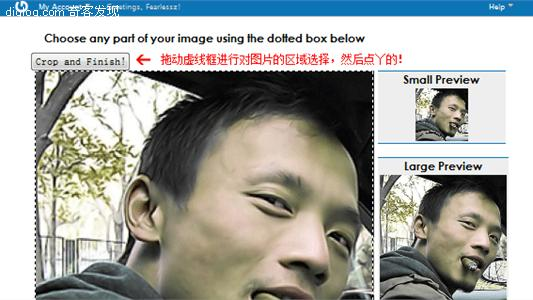 digloq.com 奇客发现
My Account
Greetings, Fearlessz!
Help
Choose any part of your image using the dotted box below
Crop and Finish!
拖动虚线框进行对图片的区域选择，然后点丫的!
Small Preview
Large Preview